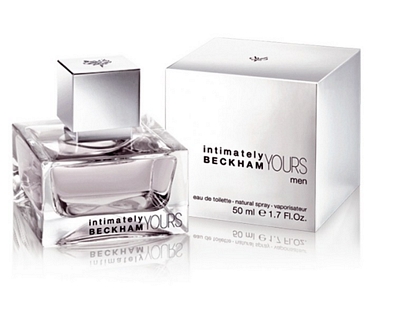 intimately
BECKHAM YOURS
men
eau de toilette - natural spray - vaporisateur
50 ml e 1.7 Fl.Oz.
intimately
BECKHAM YOURS